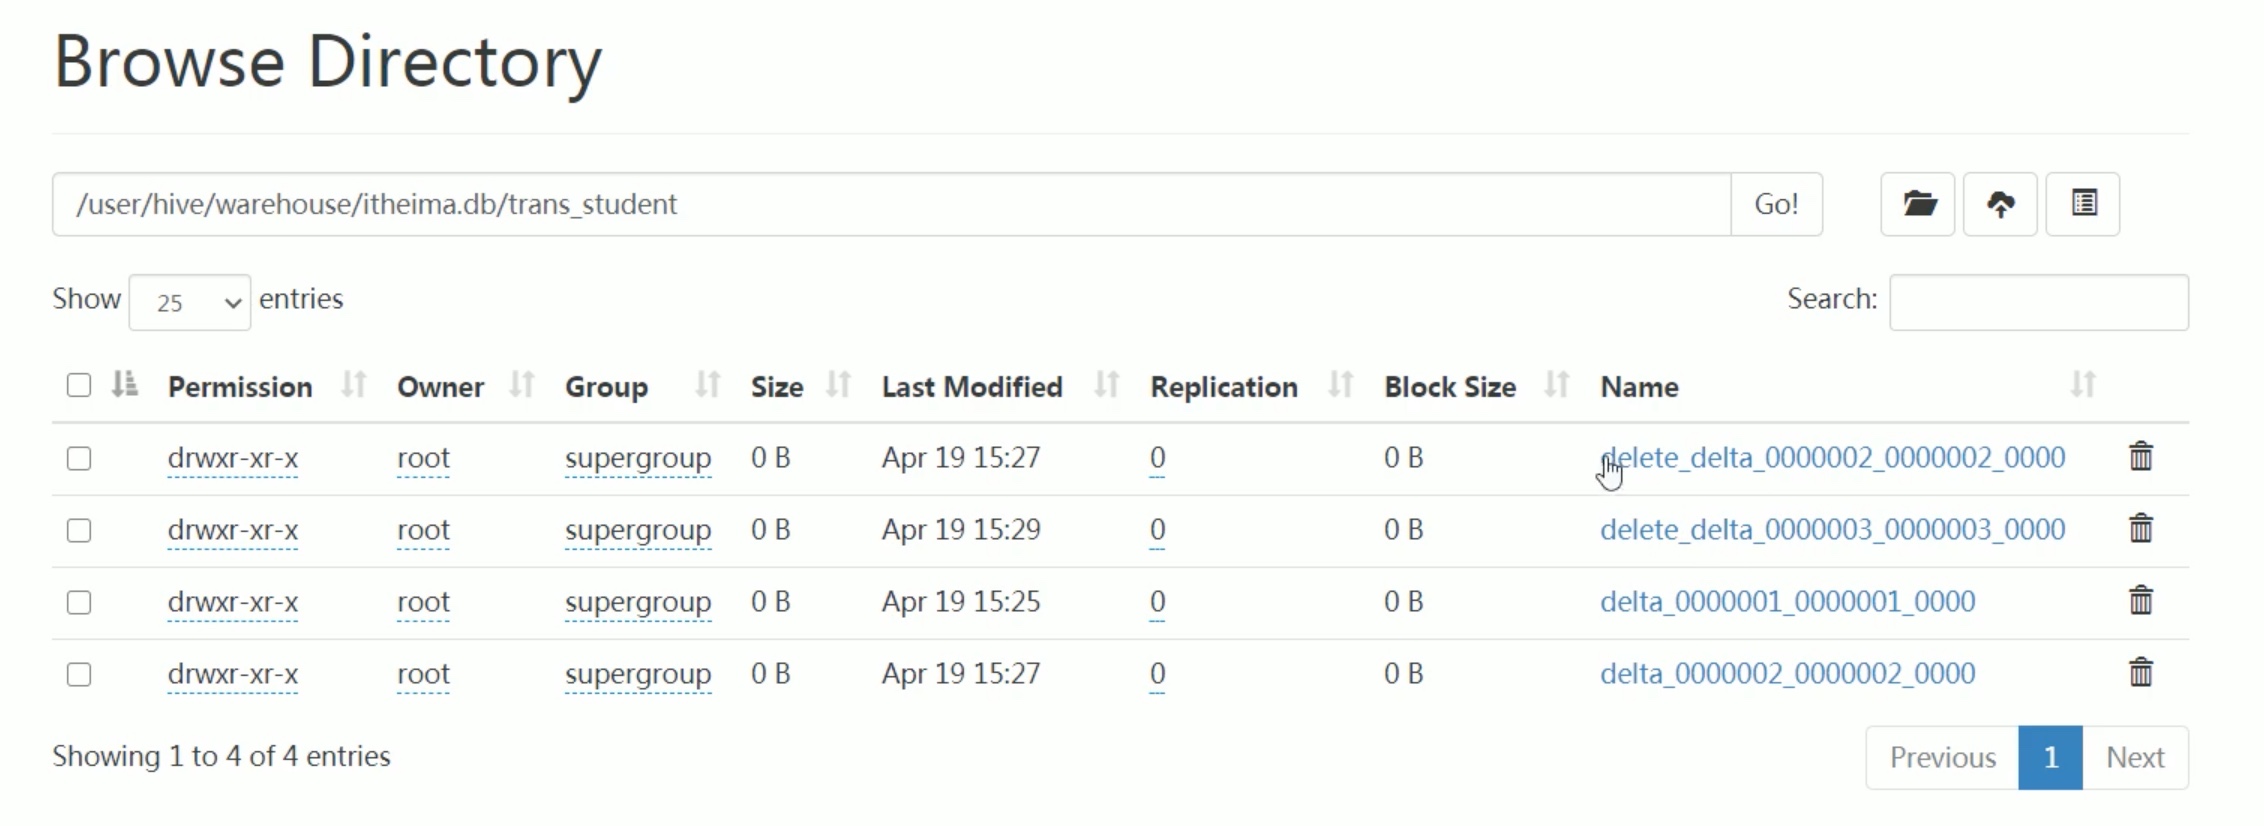 Browse Directory
/user/hive/warehouse/itheima.db/trans_student Go!
Show 25 entries Search:
Permission Owner Group Size Last Modified Replication Block Size Name
drwxr-xr-x root supergroup 0 B Apr 19 15:27 0 0 B delete_delta_0000002_0000002_0000
drwxr-xr-x root supergroup 0 B Apr 19 15:29 0 0 B delete_delta_0000003_0000003_0000
drwxr-xr-x root supergroup 0 B Apr 19 15:25 0 0 B delta_0000001_0000001_0000
drwxr-xr-x root supergroup 0 B Apr 19 15:27 0 0 B delta_0000002_0000002_0000
Showing 1 to 4 of 4 entries Previous 1 Next